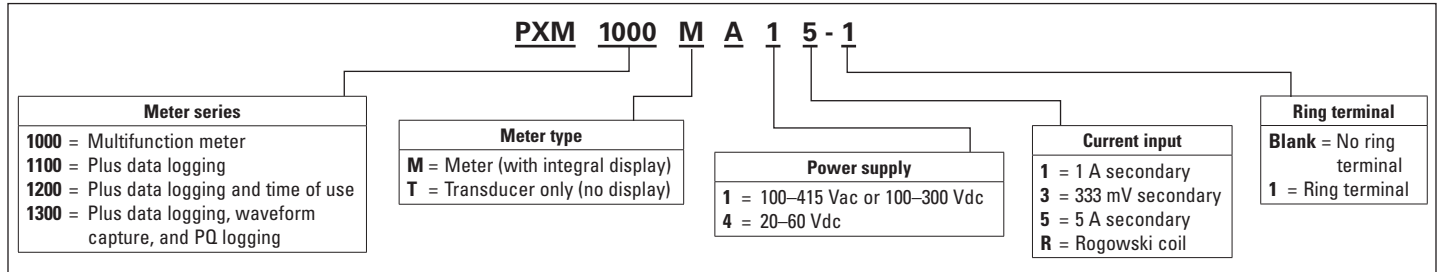 PXM 1000 M A 1 5 - 1
Meter series
1000 = Multifunction meter
1100 = Plus data logging
1200 = Plus data logging and time of use
1300 = Plus data logging, waveform
capture, and PQ logging
Meter type
M = Meter (with integral display)
T = Transducer only (no display)
Power supply
1 = 100–415 Vac or 100–300 Vdc
4 = 20–60 Vdc
Current input
1 = 1 A secondary
3 = 333 mV secondary
5 = 5 A secondary
R = Rogowski coil
Ring terminal
Blank = No ring
terminal
1 = Ring terminal